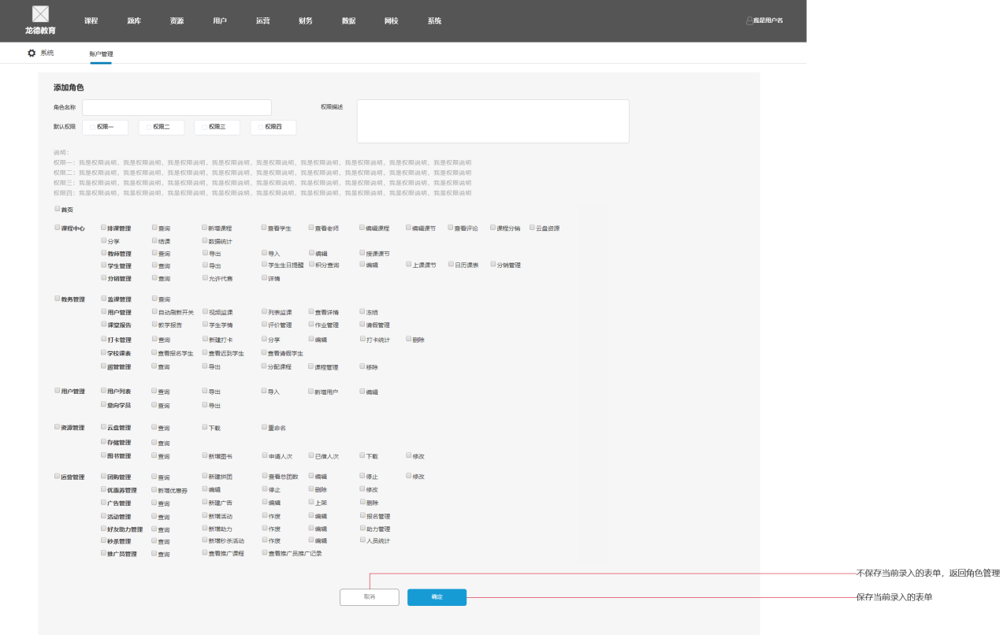 课程 题库 资源 用户 运营 财务 数据 网校 系统 我是用户名
龙德教育
系统 账户管理
添加角色
角色名称 权限描述
默认权限 权限一 权限二 权限三 权限四
说明：
权限一：我是权限说明，我是权限说明，我是权限说明，我是权限说明，我是权限说明，我是权限说明，我是权限说明，我是权限说明，我是权限说明
权限二：我是权限说明，我是权限说明，我是权限说明，我是权限说明，我是权限说明，我是权限说明，我是权限说明，我是权限说明，我是权限说明
权限三：我是权限说明，我是权限说明，我是权限说明，我是权限说明，我是权限说明，我是权限说明，我是权限说明，我是权限说明，我是权限说明
权限四：我是权限说明，我是权限说明，我是权限说明，我是权限说明，我是权限说明，我是权限说明，我是权限说明，我是权限说明，我是权限说明
首页
课程中心 排课管理 查询 新增课程 查看学生 查看老师 编辑课程 编辑课节 查看评论 课程分销 云盘资源
分享 结课 数据统计
教师管理 查询 导出 导入 编辑 授课课节
学生管理 查询 导出 学生生日提醒 积分查询 编辑 上课课节 日历课表 分销管理
分销管理 查询 允许代售 详情
教务管理 监课管理 查询
用户管理 自动刷新开关 视频监课 列表监课 查看详情 冻结
课堂报告 教学报告 学生学情 评价管理 作业管理 请假管理
打卡管理 查询 新建打卡 分享 编辑 打卡统计 删除
学校课表 查看报名学生 查看迟到学生 查看请假学生
巡管管理 查询 导出 分配课程 课程管理 移除
用户管理 用户列表 查询 导出 导入 新增用户 编辑
意向学员 查询 导出
资源管理 云盘管理 查询 下载 重命名
存储管理 查询
图书管理 查询 新增图书 申请人次 已借人次 下载 修改
运营管理 团购管理 查询 新建拼团 查看总团数 编辑 停止 修改
优惠券管理 新增优惠券 编辑 停止 删除 修改
广告管理 查询 新建广告 编辑 上架 删除
活动管理 查询 新增活动 作废 编辑 报名管理
好友助力管理 查询 新增助力 作废 编辑 助力管理
秒杀管理 查询 新增秒杀活动 作废 编辑 人员统计
推广员管理 查询 查看推广课程 查看推广员推广记录
不保存当前录入的表单，返回角色管理
取消 确定 保存当前录入的表单